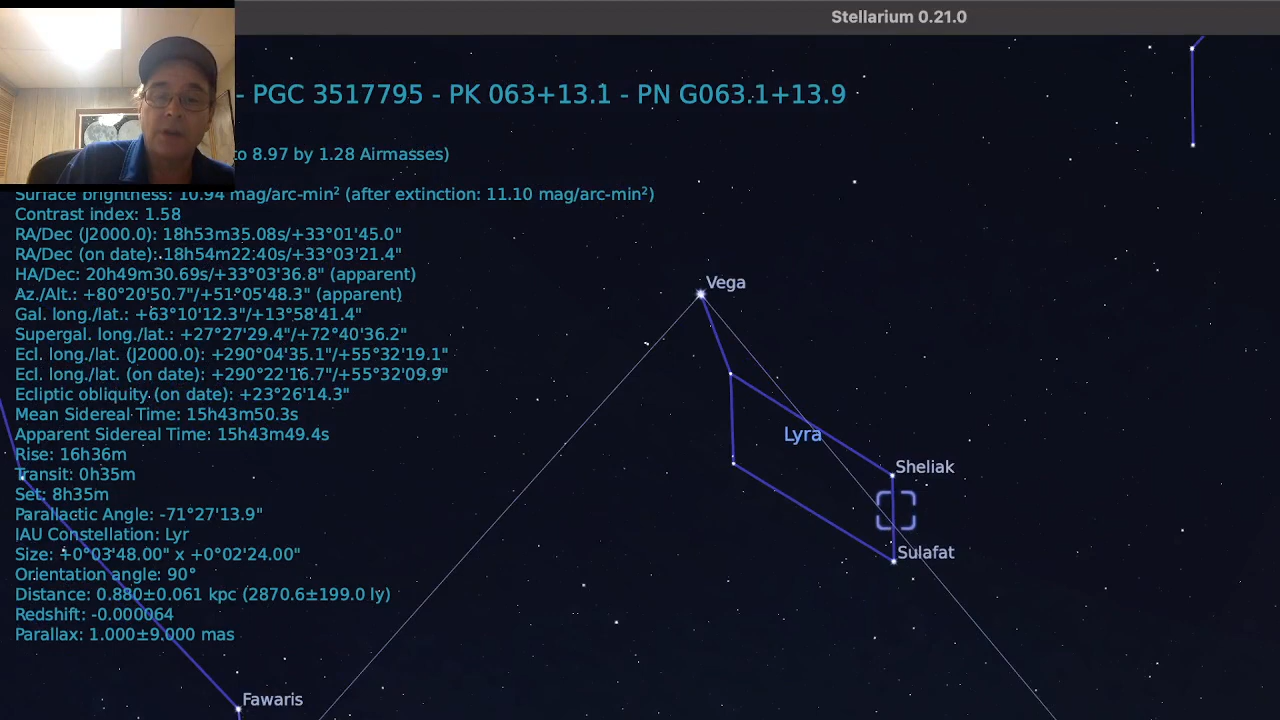 Stellarium 0.21.0
- PGC 3517795 - PK 063+13.1 - PN G063.1+13.9
to 8.97 by 1.28 Airmasses)
Surface brightness: 10.94 mag/arc-min² (after extinction: 11.10 mag/arc-min²)
Contrast index: 1.58
RA/Dec (J2000.0): 18h53m35.08s/+33°01'45.0"
RA/Dec (on date): 18h54m22.40s/+33°03'21.4"
HA/Dec: 20h49m30.69s/+33°03'36.8" (apparent)
Az./Alt.: +80°20'50.7"/+51°05'48.3" (apparent)
Gal. long./lat.: +63°10'12.3"/+13°58'41.4"
Supergal. long./lat.: +27°27'29.4"/+72°40'36.2"
Ecl. long./lat. (J2000.0): +290°04'35.1"/+55°32'19.1"
Ecl. long./lat. (on date): +290°22'16.7"/+55°32'09.9"
Ecliptic obliquity (on date): +23°26'14.3"
Mean Sidereal Time: 15h43m50.3s
Apparent Sidereal Time: 15h43m49.4s
Rise: 16h36m
Transit: 0h35m
Set: 8h35m
Parallactic Angle: -71°27'13.9"
IAU Constellation: Lyr
Size: +0°03'48.00" x +0°02'24.00"
Orientation angle: 90°
Distance: 0.880±0.061 kpc (2870.6±199.0 ly)
Redshift: -0.000064
Parallax: 1.000±9.000 mas
Vega
Lyra
Sheliak
Sulafat
Fawaris